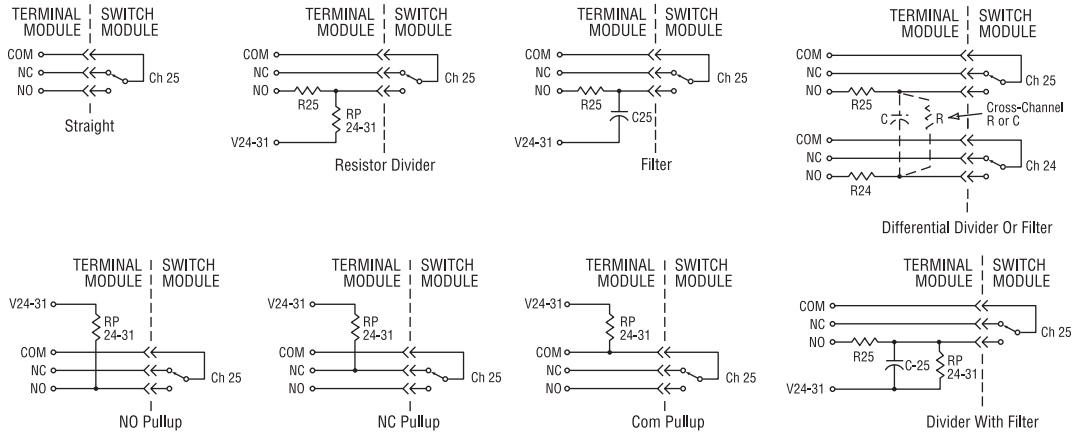 TERMINAL MODULE
SWITCH MODULE
COM
NC
NO
Ch 25
Straight
TERMINAL MODULE
SWITCH MODULE
COM
NC
NO
Ch 25
R25
RP
24-31
V24-31
Resistor Divider
TERMINAL MODULE
SWITCH MODULE
COM
NC
NO
Ch 25
R25
C25
V24-31
Filter
TERMINAL MODULE
SWITCH MODULE
COM
NC
NO
Ch 25
R25
C
R
Cross-Channel
R or C
COM
NC
NO
Ch 24
R24
Differential Divider Or Filter
TERMINAL MODULE
SWITCH MODULE
V24-31
RP
24-31
COM
NC
NO
Ch 25
NO Pullup
TERMINAL MODULE
SWITCH MODULE
V24-31
RP
24-31
COM
NC
NO
Ch 25
NC Pullup
TERMINAL MODULE
SWITCH MODULE
V24-31
RP
24-31
COM
NC
NO
Ch 25
Com Pullup
TERMINAL MODULE
SWITCH MODULE
COM
NC
NO
Ch 25
R25
C-25
RP
24-31
V24-31
Divider With Filter